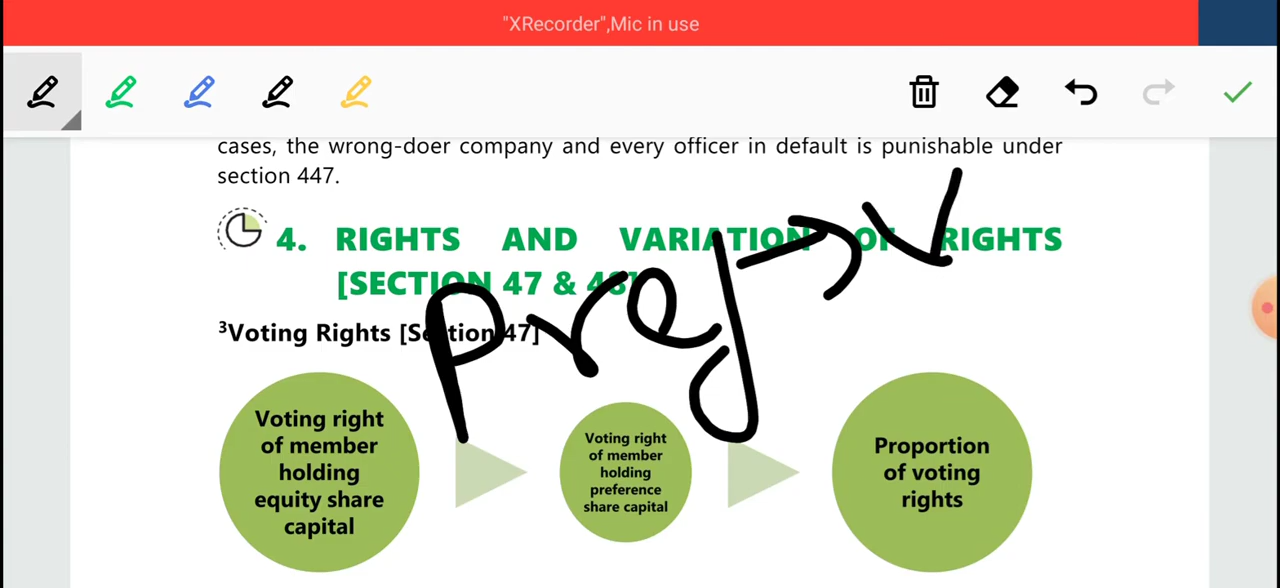 "XRecorder",Mic in use
cases, the wrong-doer company and every officer in default is punishable under
section 447.
4. RIGHTS AND VARIATION OF RIGHTS
[SECTION 47 & 48]
³Voting Rights [Section 47]
pref → V
Voting right
of member
holding
equity share
capital
Voting right
of member
holding
preference
share capital
Proportion
of voting
rights